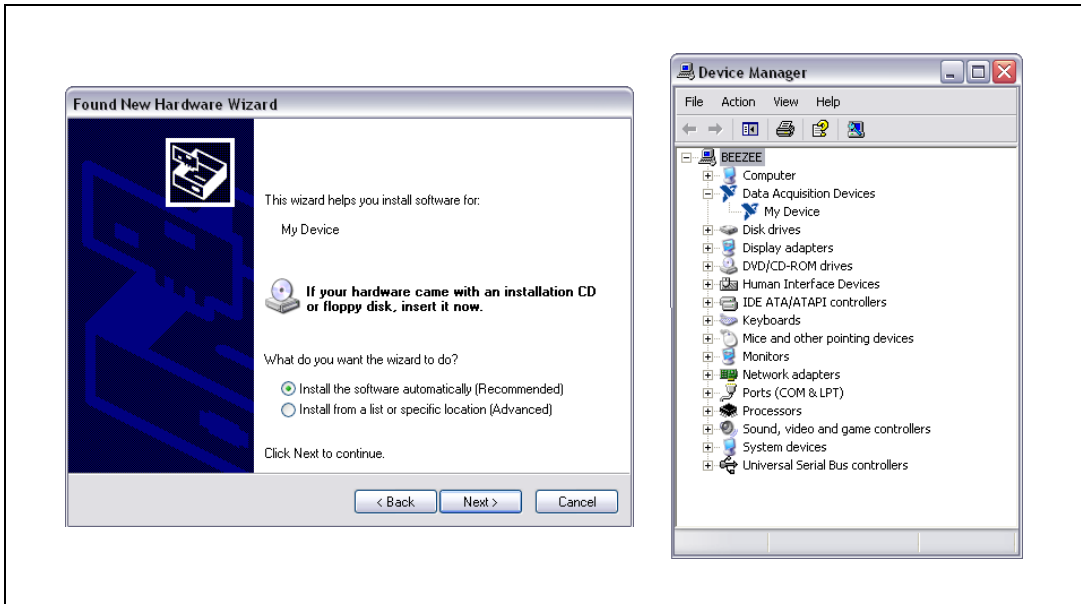 Found New Hardware Wizard
This wizard helps you install software for:
My Device
If your hardware came with an installation CD
or floppy disk, insert it now.
What do you want the wizard to do?
Install the software automatically (Recommended)
Install from a list or specific location (Advanced)
Click Next to continue.
< Back Next > Cancel
Device Manager
File Action View Help
BEEZEE
Computer
Data Acquisition Devices
My Device
Disk drives
Display adapters
DVD/CD-ROM drives
Human Interface Devices
IDE ATA/ATAPI controllers
Keyboards
Mice and other pointing devices
Monitors
Network adapters
Ports (COM & LPT)
Processors
Sound, video and game controllers
System devices
Universal Serial Bus controllers